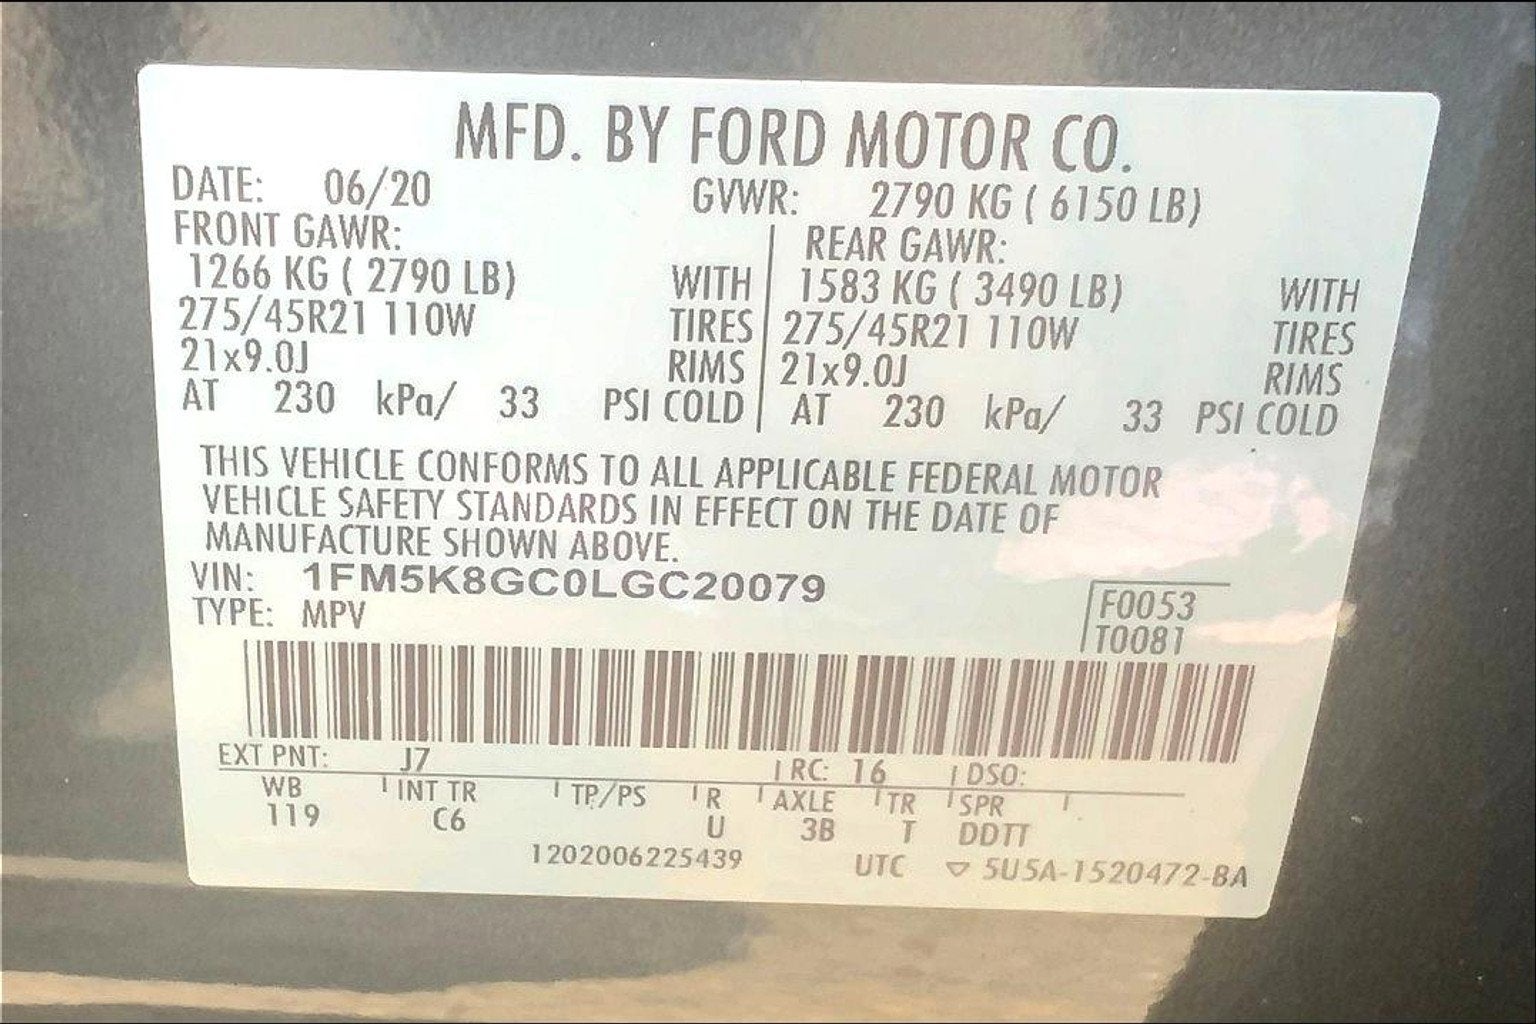 MFD. BY FORD MOTOR CO.
DATE: 06/20 GVWR: 2790 KG ( 6150 LB)
FRONT GAWR: REAR GAWR:
1266 KG ( 2790 LB) WITH 1583 KG ( 3490 LB) WITH
275/45R21 110W TIRES 275/45R21 110W TIRES
21x9.0J RIMS 21x9.0J RIMS
AT 230 kPa/ 33 PSI COLD AT 230 kPa/ 33 PSI COLD
THIS VEHICLE CONFORMS TO ALL APPLICABLE FEDERAL MOTOR
VEHICLE SAFETY STANDARDS IN EFFECT ON THE DATE OF
MANUFACTURE SHOWN ABOVE.
VIN: 1FM5K8GC0LGC20079
TYPE: MPV
F0053
T0081
EXT PNT: J7 RC: 16 DSO:
WB INT TR TP/PS R AXLE TR SPR
119 C6 U 3B T DDTT
1202006225439 UTC ▽ 5U5A-1520472-BA